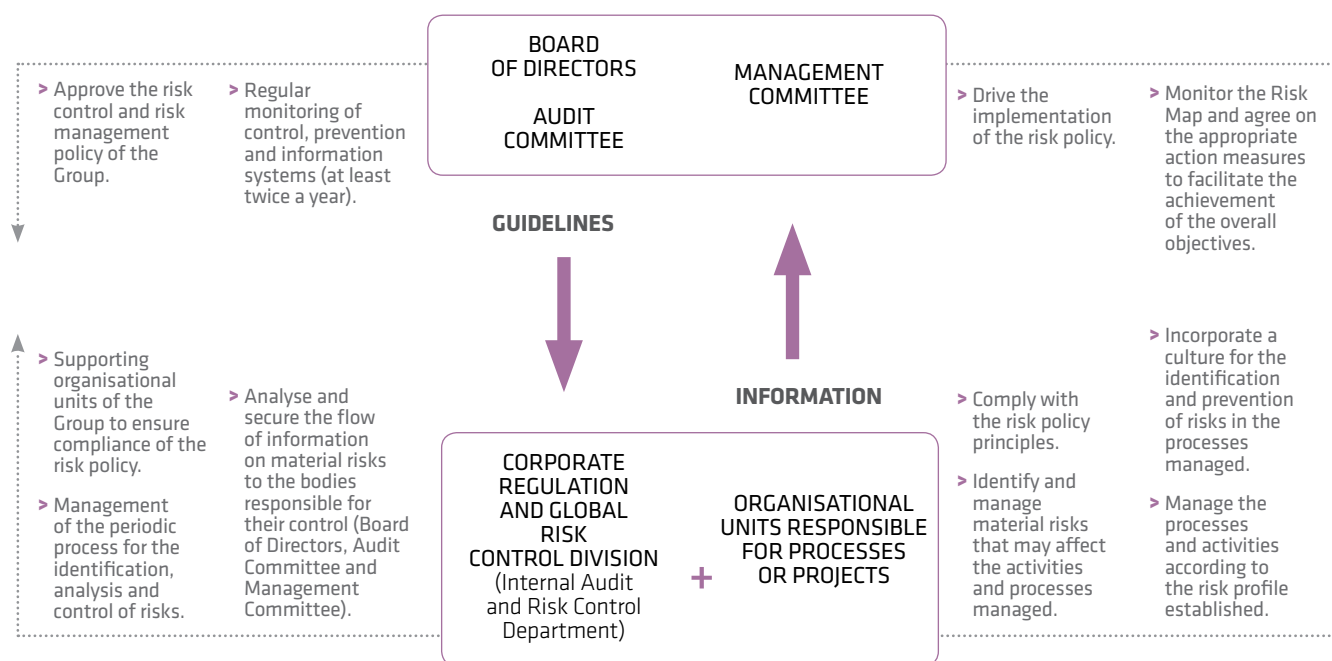 BOARD
OF DIRECTORS
AUDIT
COMMITTEE
MANAGEMENT
COMMITTEE
> Approve the risk
control and risk
management
policy of the
Group.
> Regular
monitoring of
control, prevention
and information
systems (at least
twice a year).
> Drive the
implementation
of the risk policy.
> Monitor the Risk
Map and agree on
the appropriate
action measures
to facilitate the
achievement
of the overall
objectives.
GUIDELINES
INFORMATION
> Supporting
organisational
units of the
Group to ensure
compliance of the
risk policy.
> Management
of the periodic
process for the
identification,
analysis and
control of risks.
> Analyse and
secure the flow
of information
on material risks
to the bodies
responsible for
their control (Board
of Directors, Audit
Committee and
Management
Committee).
CORPORATE
REGULATION
AND GLOBAL
RISK
CONTROL DIVISION
(Internal Audit
and Risk Control
Department)
+
ORGANISATIONAL
UNITS RESPONSIBLE
FOR PROCESSES
OR PROJECTS
> Comply with
the risk policy
principles.
> Identify and
manage
material risks
that may affect
the activities
and processes
managed.
> Incorporate a
culture for the
identification
and prevention
of risks in the
processes
managed.
> Manage the
processes
and activities
according to
the risk profile
established.